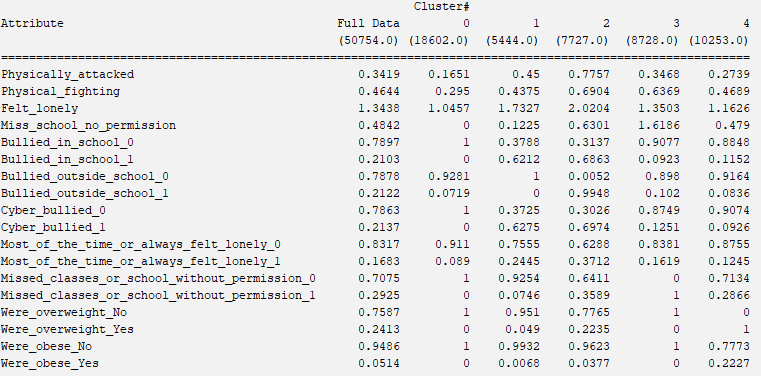 Cluster#
Attribute Full Data 0 1 2 3 4
(50754.0) (18602.0) (5444.0) (7727.0) (8728.0) (10253.0)
================================================================================================
Physically_attacked 0.3419 0.1651 0.45 0.7757 0.3468 0.2739
Physical_fighting 0.4644 0.295 0.4375 0.6904 0.6369 0.4689
Felt_lonely 1.3438 1.0457 1.7327 2.0204 1.3503 1.1626
Miss_school_no_permission 0.4842 0 0.1225 0.6301 1.6186 0.479
Bullied_in_school_0 0.7897 1 0.3788 0.3137 0.9077 0.8848
Bullied_in_school_1 0.2103 0 0.6212 0.6863 0.0923 0.1152
Bullied_outside_school_0 0.7878 0.9281 1 0.0052 0.898 0.9164
Bullied_outside_school_1 0.2122 0.0719 0 0.9948 0.102 0.0836
Cyber_bullied_0 0.7863 1 0.3725 0.3026 0.8749 0.9074
Cyber_bullied_1 0.2137 0 0.6275 0.6974 0.1251 0.0926
Most_of_the_time_or_always_felt_lonely_0 0.8317 0.911 0.7555 0.6288 0.8381 0.8755
Most_of_the_time_or_always_felt_lonely_1 0.1683 0.089 0.2445 0.3712 0.1619 0.1245
Missed_classes_or_school_without_permission_0 0.7075 1 0.9254 0.6411 0 0.7134
Missed_classes_or_school_without_permission_1 0.2925 0 0.0746 0.3589 1 0.2866
Were_overweight_No 0.7587 1 0.951 0.7765 1 0
Were_overweight_Yes 0.2413 0 0.049 0.2235 0 1
Were_obese_No 0.9486 1 0.9932 0.9623 1 0.7773
Were_obese_Yes 0.0514 0 0.0068 0.0377 0 0.2227